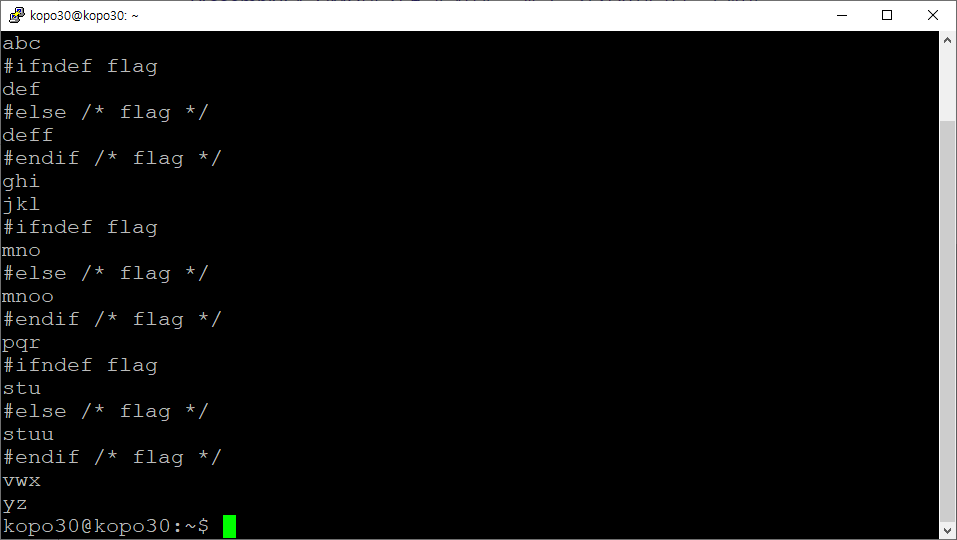 kopo30@kopo30: ~
abc
#ifndef flag
def
#else /* flag */
deff
#endif /* flag */
ghi
jkl
#ifndef flag
mno
#else /* flag */
mnoo
#endif /* flag */
pqr
#ifndef flag
stu
#else /* flag */
stuu
#endif /* flag */
vwx
yz
kopo30@kopo30:~$